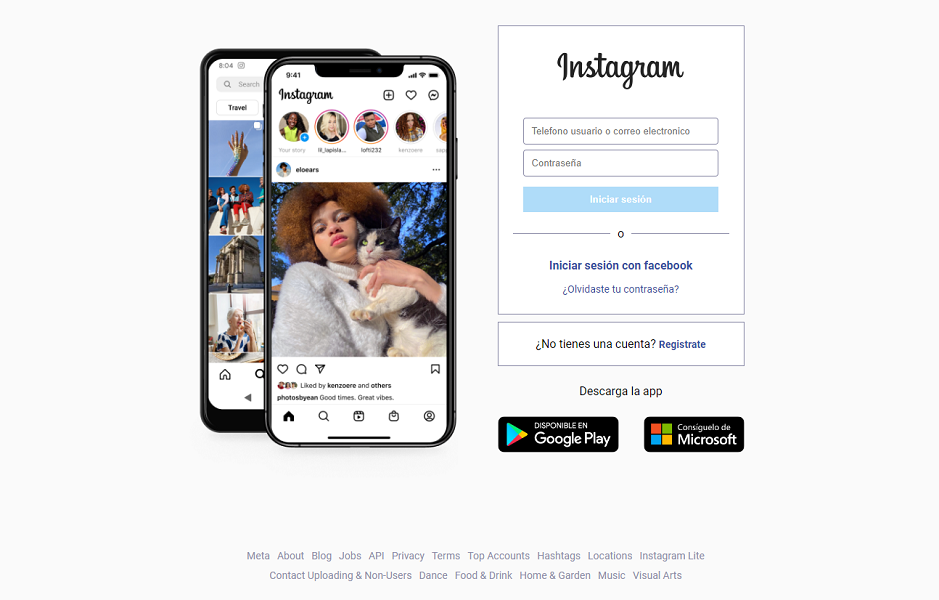 8:04
Search
Travel
9:41
Instagram
Your story
lil_lapisla...
lofti232
kenzoere
eloears
Liked by kenzoere and others
photosbyean Good times. Great vibes.
Instagram
Telefono usuario o correo electronico
Contraseña
Iniciar sesión
o
Iniciar sesión con facebook
¿Olvidaste tu contraseña?
¿No tienes una cuenta? Registrate
Descarga la app
DISPONIBLE EN
Google Play
Consíguelo de
Microsoft
Meta About Blog Jobs API Privacy Terms Top Accounts Hashtags Locations Instagram Lite
Contact Uploading & Non-Users Dance Food & Drink Home & Garden Music Visual Arts